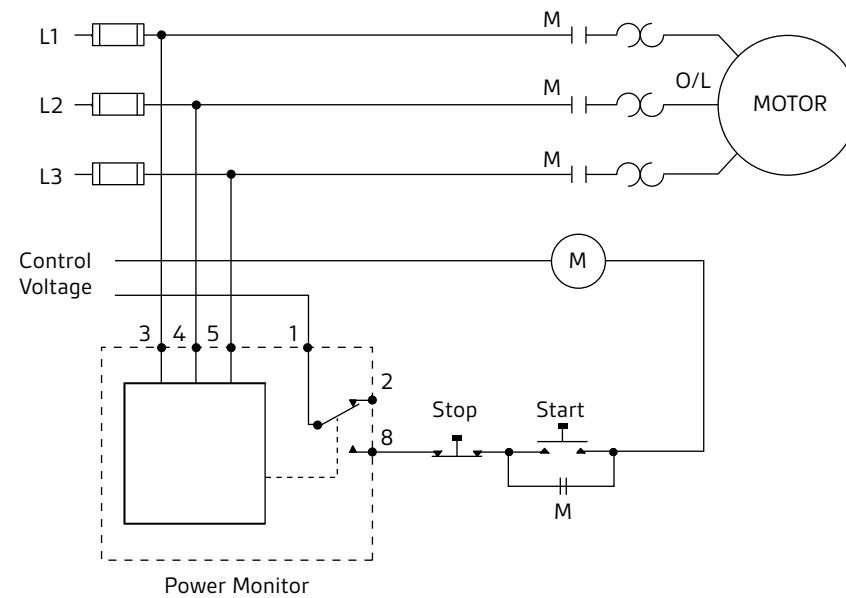 L1
M
L2
M
O/L
MOTOR
L3
M
Control
Voltage
M
3 4 5 1
2
8
Stop
Start
M
Power Monitor